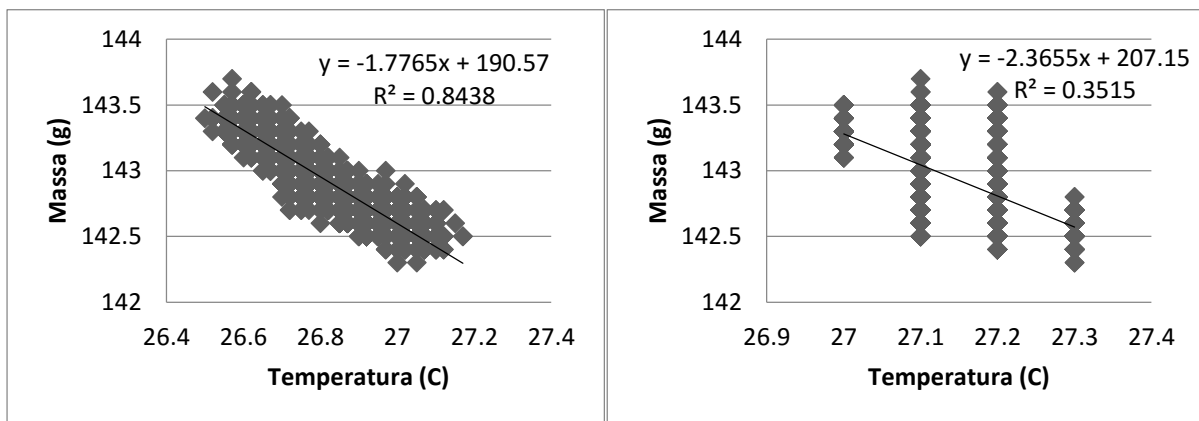 144
143.5
143
142.5
142
Massa (g)
y = -1.7765x + 190.57
R² = 0.8438
26.4 26.6 26.8 27 27.2 27.4
Temperatura (C)
144
143.5
143
142.5
142
Massa (g)
y = -2.3655x + 207.15
R² = 0.3515
26.9 27 27.1 27.2 27.3 27.4
Temperatura (C)